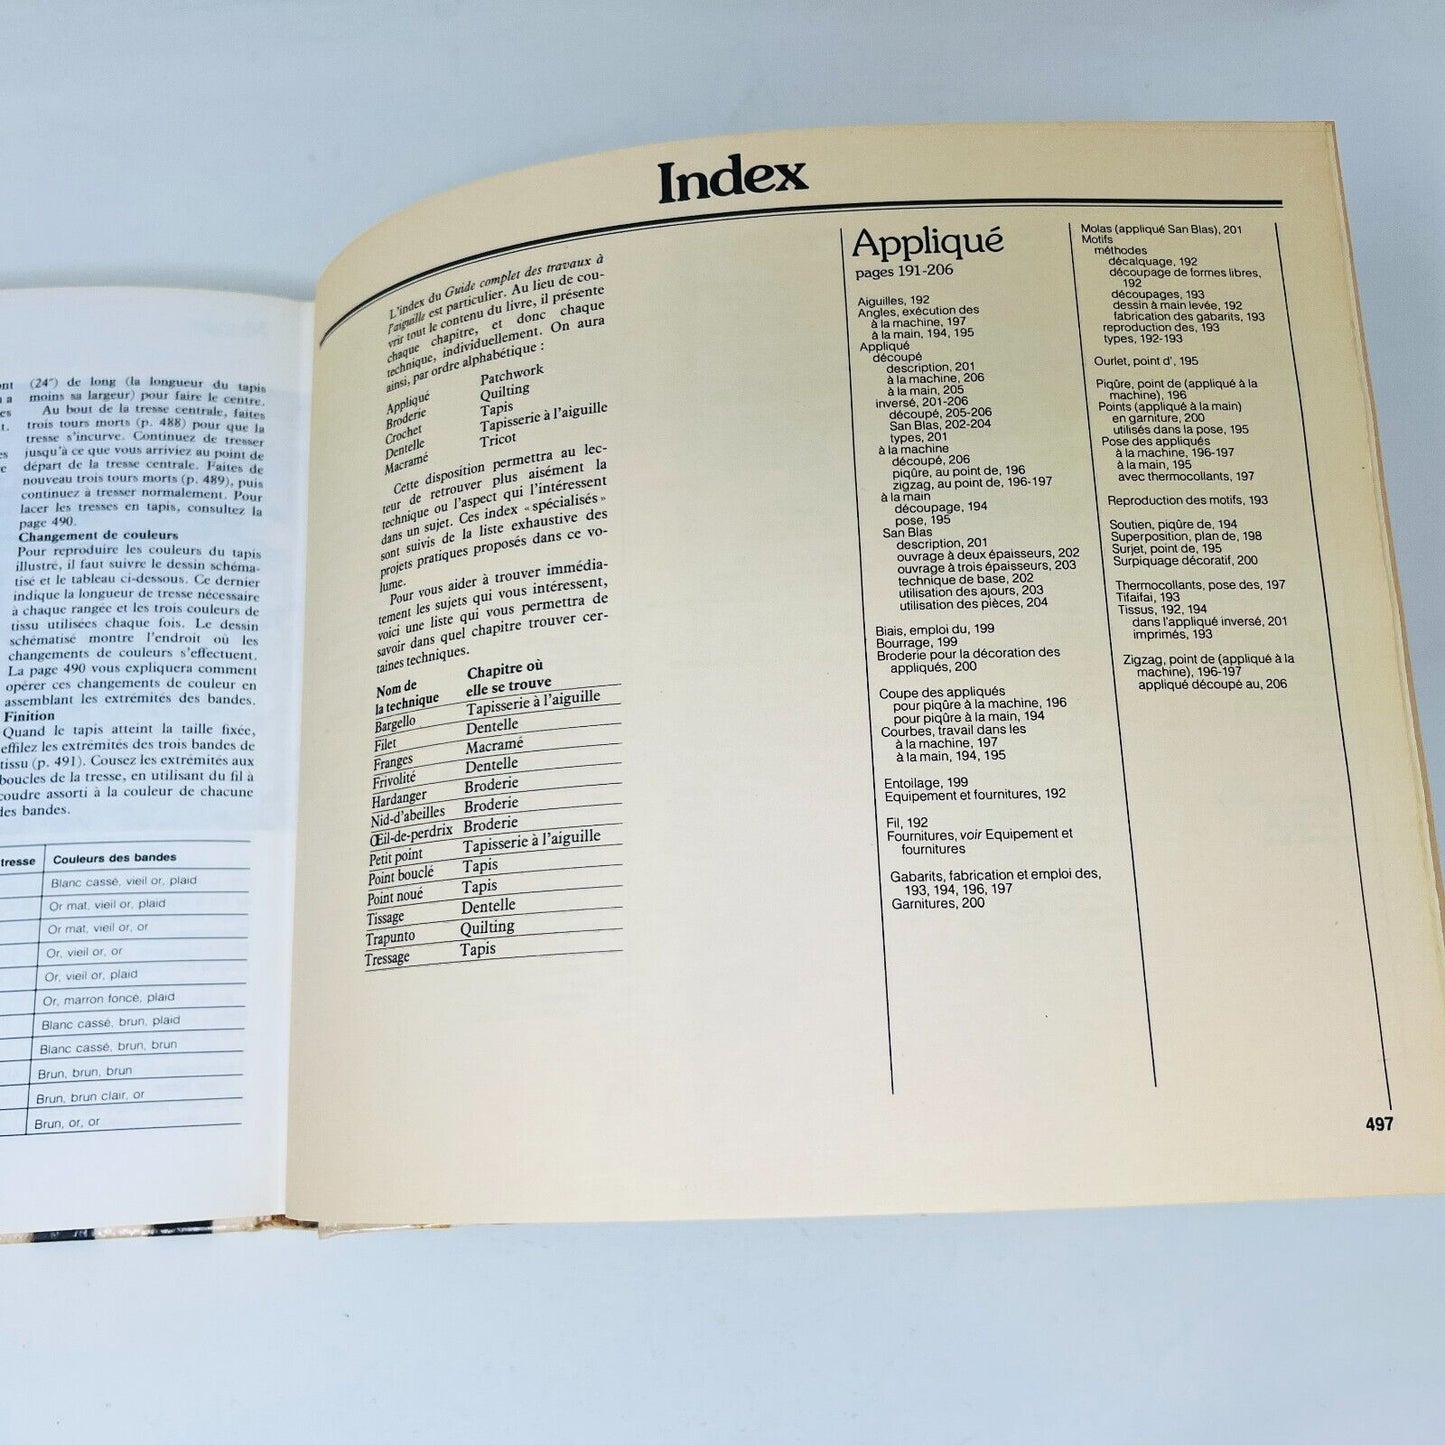 (24″) de long (la longueur du tapis
moins sa largeur) pour faire le centre.
Au bout de la tresse centrale, faites
trois tours morts (p. 488) pour que la
tresse s'incurve. Continuez de tresser
jusqu'à ce que vous arriviez au point de
départ de la tresse centrale. Faites de
nouveau trois tours morts (p. 489), puis
continuez à tresser normalement. Pour
lacer les tresses en tapis, consultez la
page 490.
Changement de couleurs
Pour reproduire les couleurs du tapis
illustré, il faut suivre le dessin schéma-
tisé et le tableau ci-dessous. Ce dernier
indique la longueur de tresse nécessaire
à chaque rangée et les trois couleurs de
tissu utilisées chaque fois. Le dessin
schématisé montre l'endroit où les
changements de couleurs s'effectuent.
La page 490 vous expliquera comment
opérer ces changements de couleur en
assemblant les extrémités des bandes.
Finition
Quand le tapis atteint la taille fixée,
effilez les extrémités des trois bandes de
tissu (p. 491). Cousez les extrémités aux
boucles de la tresse, en utilisant du fil à
coudre assorti à la couleur de chacune
des bandes.
tresse Couleurs des bandes
Blanc cassé, vieil or, plaid
Or mat, vieil or, plaid
Or mat, vieil or, or
Or, vieil or, or
Or, vieil or, plaid
Or, marron foncé, plaid
Blanc cassé, brun, plaid
Blanc cassé, brun, brun
Brun, brun, brun
Brun, brun clair, or
Brun, or, or
Index
L'index du Guide complet des travaux à
l'aiguille est particulier. Au lieu de cou-
vrir tout le contenu du livre, il présente
chaque chapitre, et donc chaque
technique, individuellement. On aura
ainsi, par ordre alphabétique :
Appliqué Patchwork
Broderie Quilting
Crochet Tapis
Dentelle Tapisserie à l'aiguille
Macramé Tricot
Cette disposition permettra au lec-
teur de retrouver plus aisément la
technique ou l'aspect qui l'intéressent
dans un sujet. Ces index «spécialisés»
sont suivis de la liste exhaustive des
projets pratiques proposés dans ce vo-
lume.
Pour vous aider à trouver immédia-
tement les sujets qui vous intéressent,
voici une liste qui vous permettra de
savoir dans quel chapitre trouver cer-
taines techniques.
Nom de Chapitre où
la technique elle se trouve
Bargello Tapisserie à l'aiguille
Filet Dentelle
Franges Macramé
Frivolité Dentelle
Hardanger Broderie
Nid-d'abeilles Broderie
Œil-de-perdrix Broderie
Petit point Tapisserie à l'aiguille
Point bouclé Tapis
Point noué Tapis
Tissage Dentelle
Trapunto Quilting
Tressage Tapis
Appliqué
pages 191-206
Aiguilles, 192
Angles, exécution des
à la machine, 197
à la main, 194, 195
Appliqué
découpé
description, 201
à la machine, 206
à la main, 205
inversé, 201-206
découpé, 205-206
San Blas, 202-204
types, 201
à la machine
découpé, 206
piqûre, au point de, 196
zigzag, au point de, 196-197
à la main
découpage, 194
pose, 195
San Blas
description, 201
ouvrage à deux épaisseurs, 202
ouvrage à trois épaisseurs, 203
technique de base, 202
utilisation des ajours, 203
utilisation des pièces, 204
Biais, emploi du, 199
Bourrage, 199
Broderie pour la décoration des
appliqués, 200
Coupe des appliqués
pour piqûre à la machine, 196
pour piqûre à la main, 194
Courbes, travail dans les
à la machine, 197
à la main, 194, 195
Entoilage, 199
Equipement et fournitures, 192
Fil, 192
Fournitures, voir Equipement et
fournitures
Gabarits, fabrication et emploi des,
193, 194, 196, 197
Garnitures, 200
Molas (appliqué San Blas), 201
Motifs
méthodes
décalquage, 192
découpage de formes libres,
192
découpages, 193
dessin à main levée, 192
fabrication des gabarits, 193
reproduction des, 193
types, 192-193
Ourlet, point d', 195
Piqûre, point de (appliqué à la
machine), 196
Points (appliqué à la main)
en garniture, 200
utilisés dans la pose, 195
Pose des appliqués
à la machine, 196-197
à la main, 195
avec thermocollants, 197
Reproduction des motifs, 193
Soutien, piqûre de, 194
Superposition, plan de, 198
Surjet, point de, 195
Surpiquage décoratif, 200
Thermocollants, pose des, 197
Tifaifai, 193
Tissus, 192, 194
dans l'appliqué inversé, 201
imprimés, 193
Zigzag, point de (appliqué à la
machine), 196-197
appliqué découpé au, 206
497